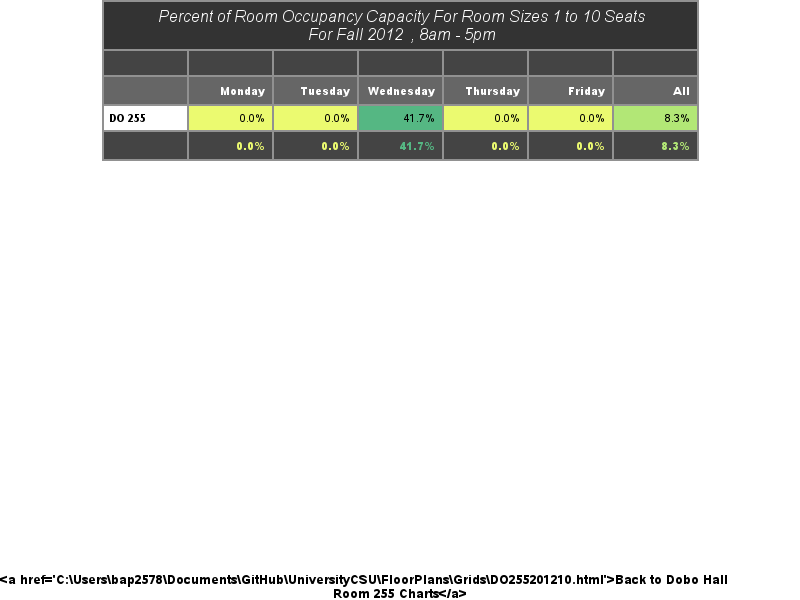 Percent of Room Occupancy Capacity For Room Sizes 1 to 10 Seats
For Fall 2012 , 8am - 5pm
Monday Tuesday Wednesday Thursday Friday All
DO 255 0.0% 0.0% 41.7% 0.0% 0.0% 8.3%
0.0% 0.0% 41.7% 0.0% 0.0% 8.3%
<a href='C:\Users\bap2578\Documents\GitHub\UniversityCSU\FloorPlans\Grids\DO255201210.html'>Back to Dobo Hall
Room 255 Charts</a>